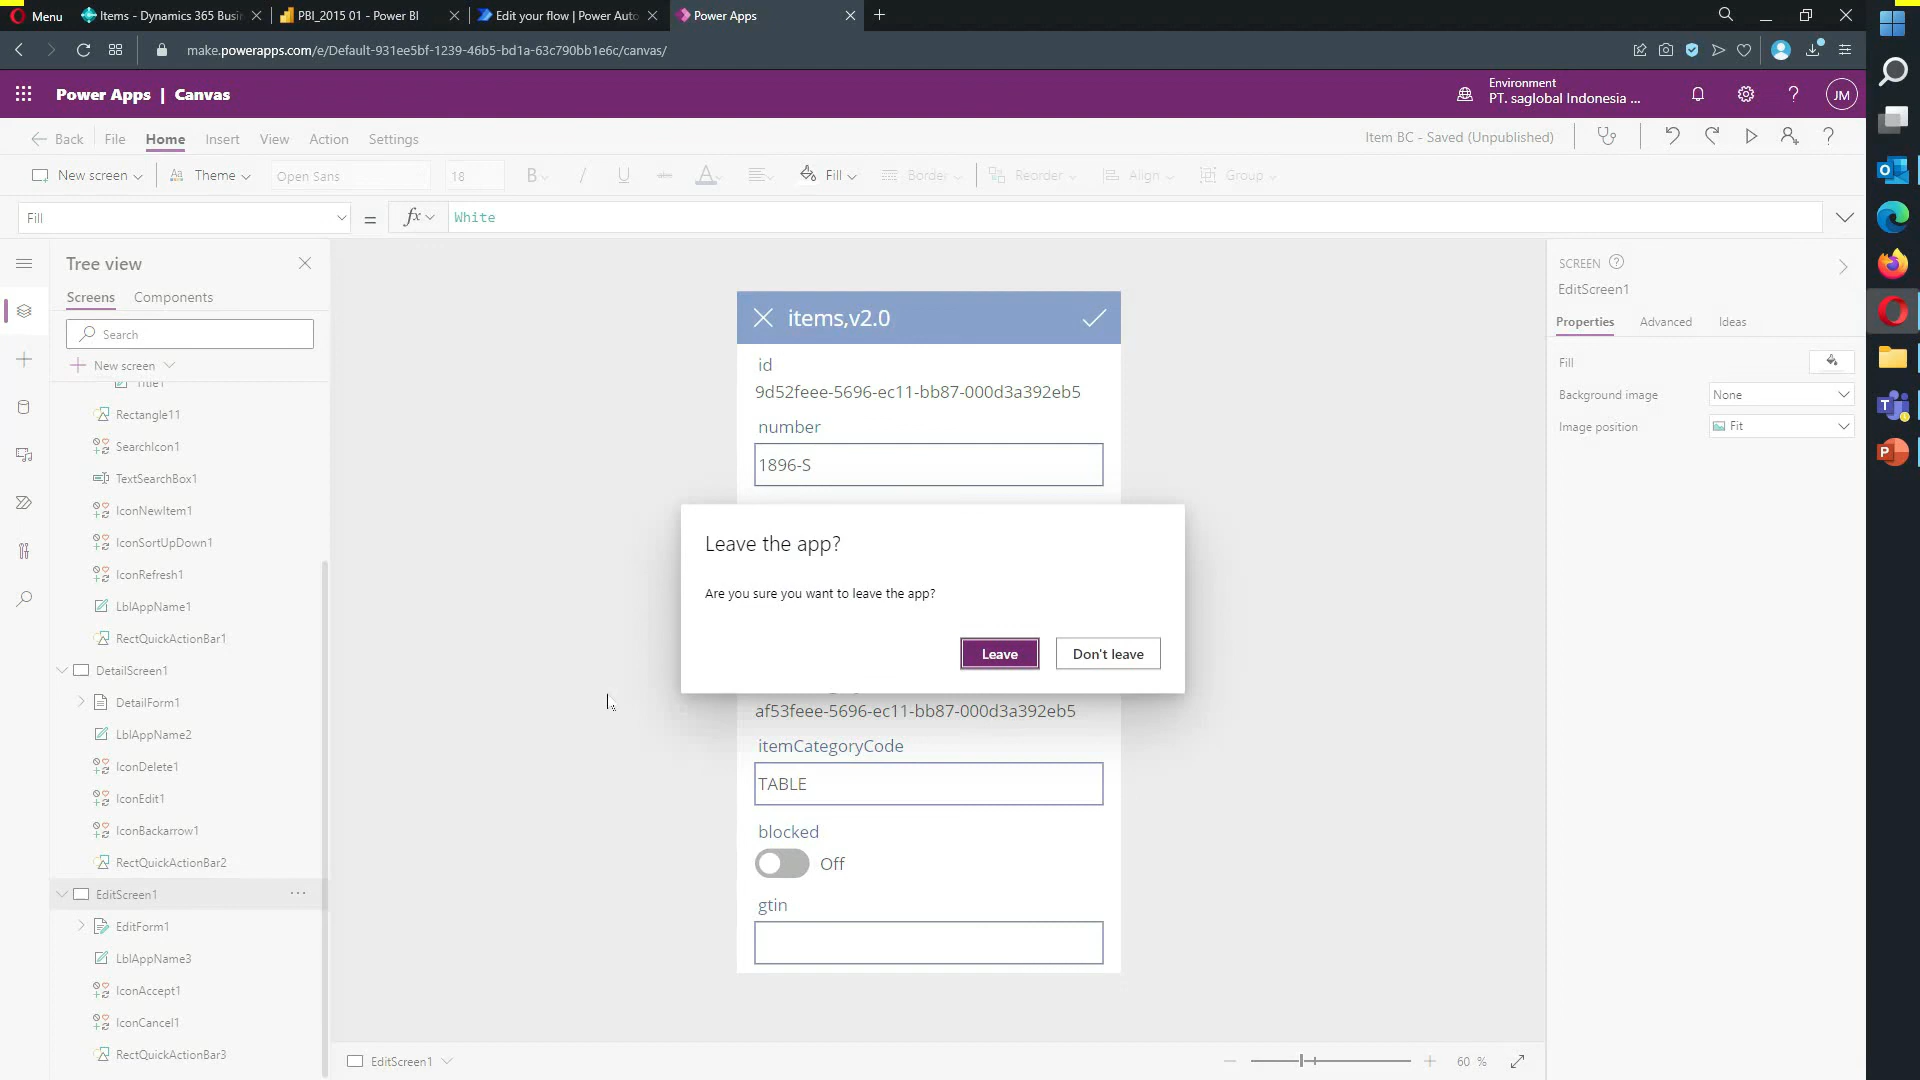 Menu
Items - Dynamics 365 Busi
PBI_2015 01 - Power BI
Edit your flow | Power Auto
Power Apps
make.powerapps.com/e/Default-931ee5bf-1239-46b5-bd1a-63c790bb1e6c/canvas/
Power Apps | Canvas
Environment
PT. saglobal Indonesia ...
JM
Back
File
Home
Insert
View
Action
Settings
Item BC - Saved (Unpublished)
New screen
Theme
Open Sans
18
B
Fill
Border
Reorder
Align
Group
Fill
=
fx
White
Tree view
Screens
Components
Search
New screen
Title1
Rectangle11
SearchIcon1
TextSearchBox1
IconNewItem1
IconSortUpDown1
IconRefresh1
LblAppName1
RectQuickActionBar1
DetailScreen1
DetailForm1
LblAppName2
IconDelete1
IconEdit1
IconBackarrow1
RectQuickActionBar2
EditScreen1
EditForm1
LblAppName3
IconAccept1
IconCancel1
RectQuickActionBar3
items,v2.0
id
9d52feee-5696-ec11-bb87-000d3a392eb5
number
1896-S
Leave the app?
Are you sure you want to leave the app?
Leave
Don't leave
af53feee-5696-ec11-bb87-000d3a392eb5
itemCategoryCode
TABLE
blocked
Off
gtin
EditScreen1
60 %
SCREEN
EditScreen1
Properties
Advanced
Ideas
Fill
Background image
None
Image position
Fit